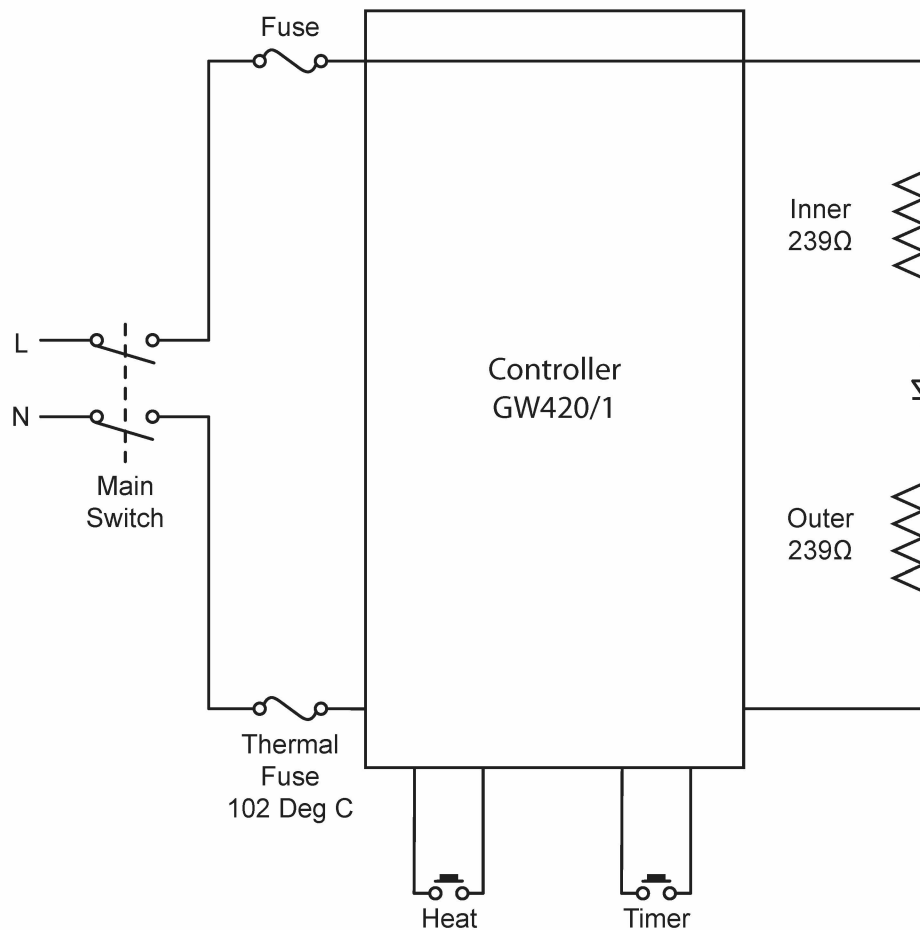 Fuse
Inner
239Ω
L
Controller
GW420/1
N
Main
Switch
Outer
239Ω
Thermal
Fuse
102 Deg C
Heat
Timer